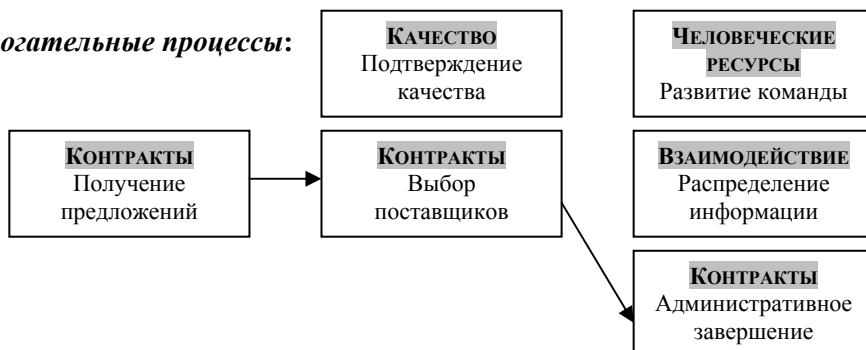 огательные процессы:
КАЧЕСТВО
Подтверждение
качества
ЧЕЛОВЕЧЕСКИЕ
РЕСУРСЫ
Развитие команды
КОНТРАКТЫ
Получение
предложений
КОНТРАКТЫ
Выбор
поставщиков
ВЗАИМОДЕЙСТВИЕ
Распределение
информации
КОНТРАКТЫ
Административное
завершение